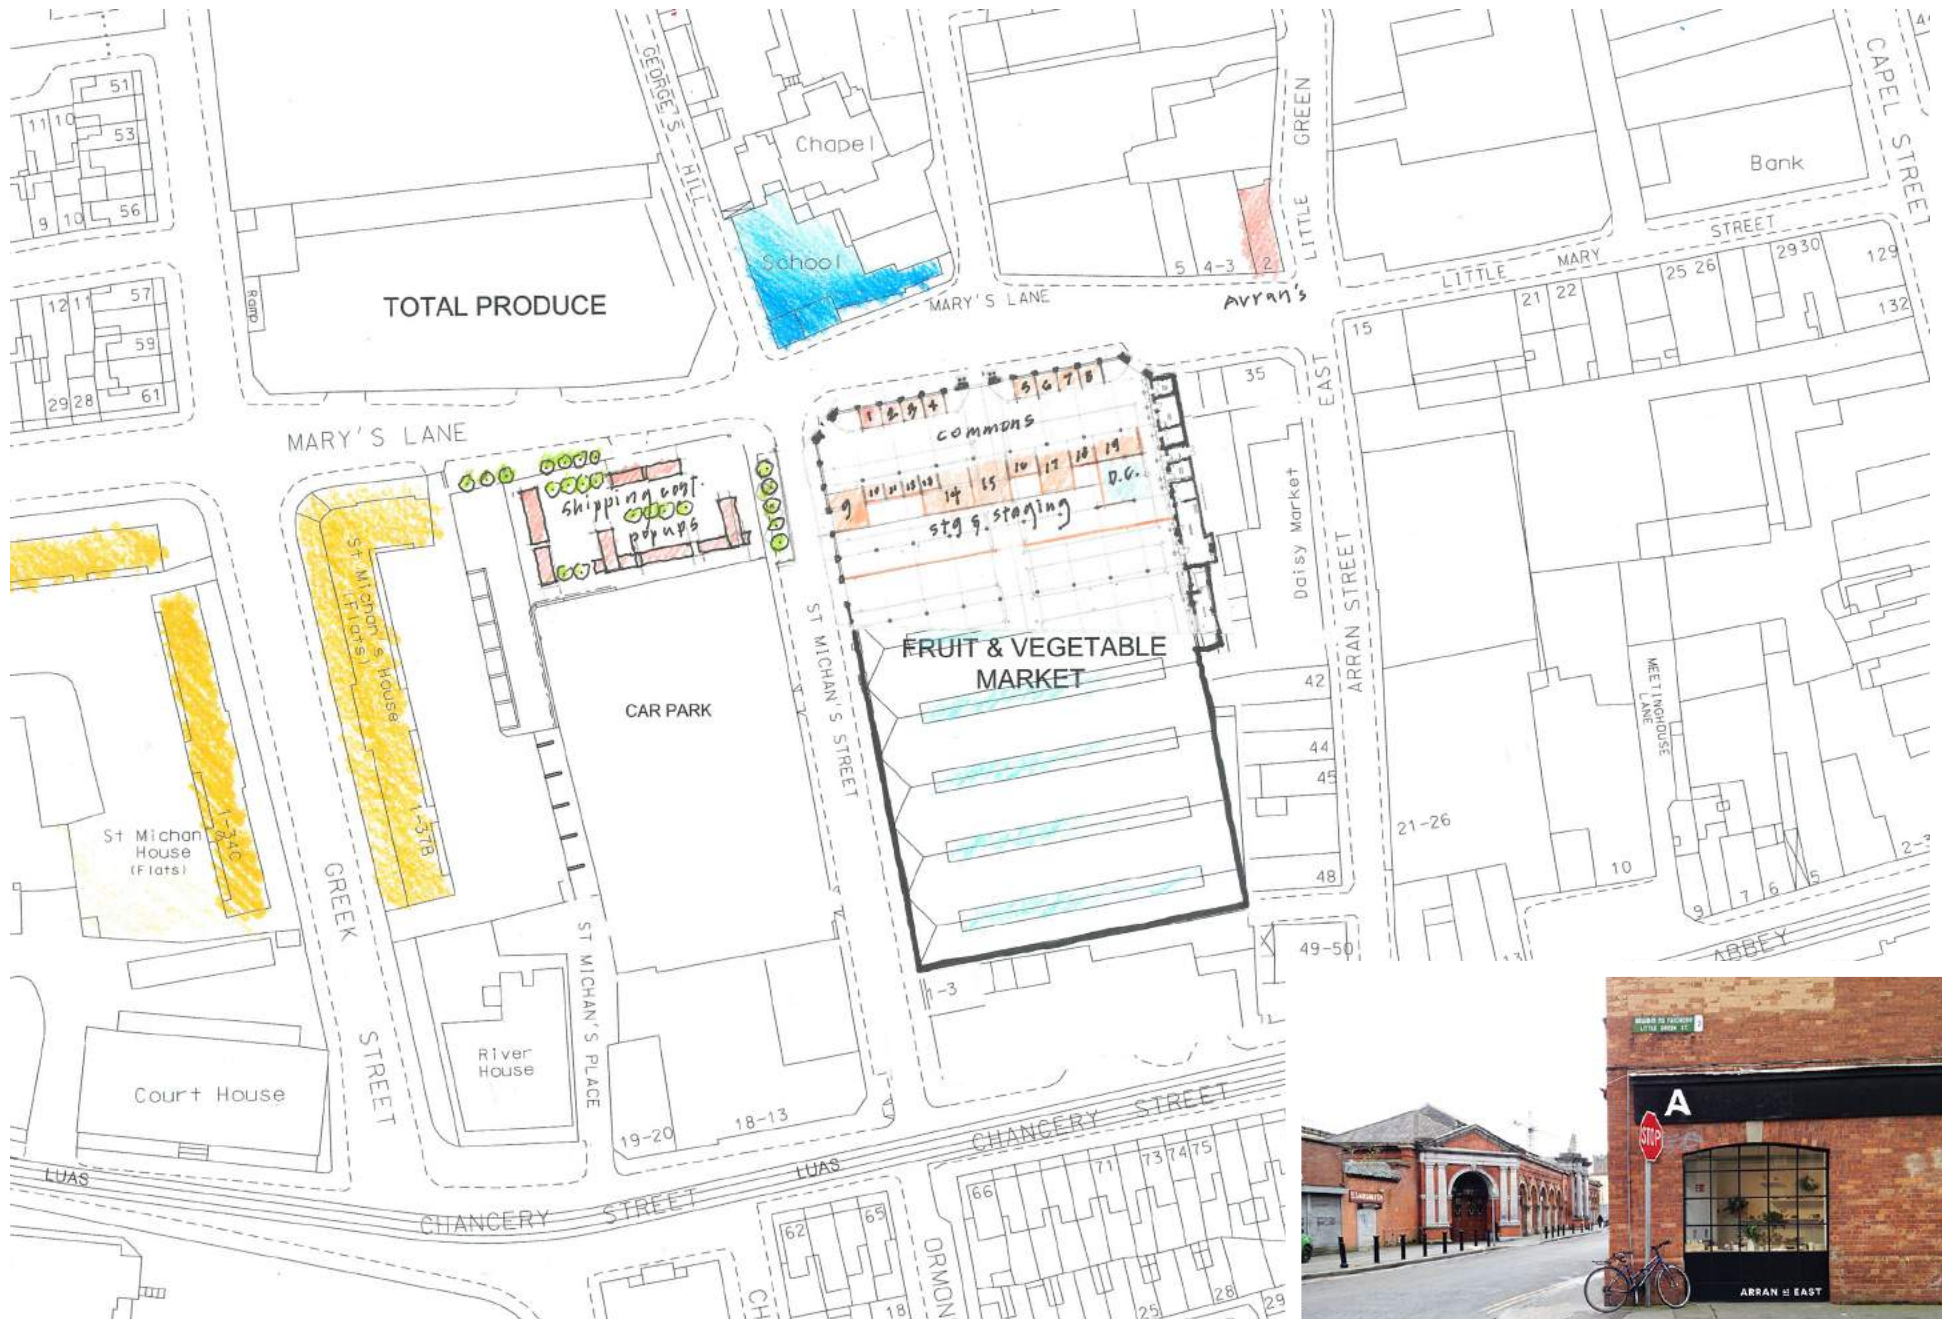 51
53
56
11 10
9 10
GEORGE'S HILL
Chapel
School
LITTLE GREEN
CAPEL STREET
Bank
5 4-3 2
Arran's
MARY'S LANE
LITTLE MARY STREET
25 26
29 30
129
132
21 22
15
12 11
57
59
61
29 28
Ramp
TOTAL PRODUCE
MARY'S LANE
35
EAST
ARRAN STREET
Daisy Market
1 2 3 4
5 6 7 8
commons
9
14 15
16 17 18 19
D.C.
stg & staging
FRUIT & VEGETABLE
MARKET
St Michan's House
(Flats)
1-37B
CAR PARK
ST MICHAN'S STREET
42
44
45
48
49-50
MEETINGHOUSE
LANE
21-26
10
9 7 6 5
ABBEY
St Michan
House
(Flats)
1-34C
GREEK STREET
ST MICHAN'S PLACE
River
House
Court House
19-20
18-13
LUAS
LUAS
CHANCERY STREET
CHANCERY STREET
62
65
66
71
73 74 75
18
25
28
29
CH
ORMON
LITTLE GREEN ST
A
STOP
ARRAN ST EAST